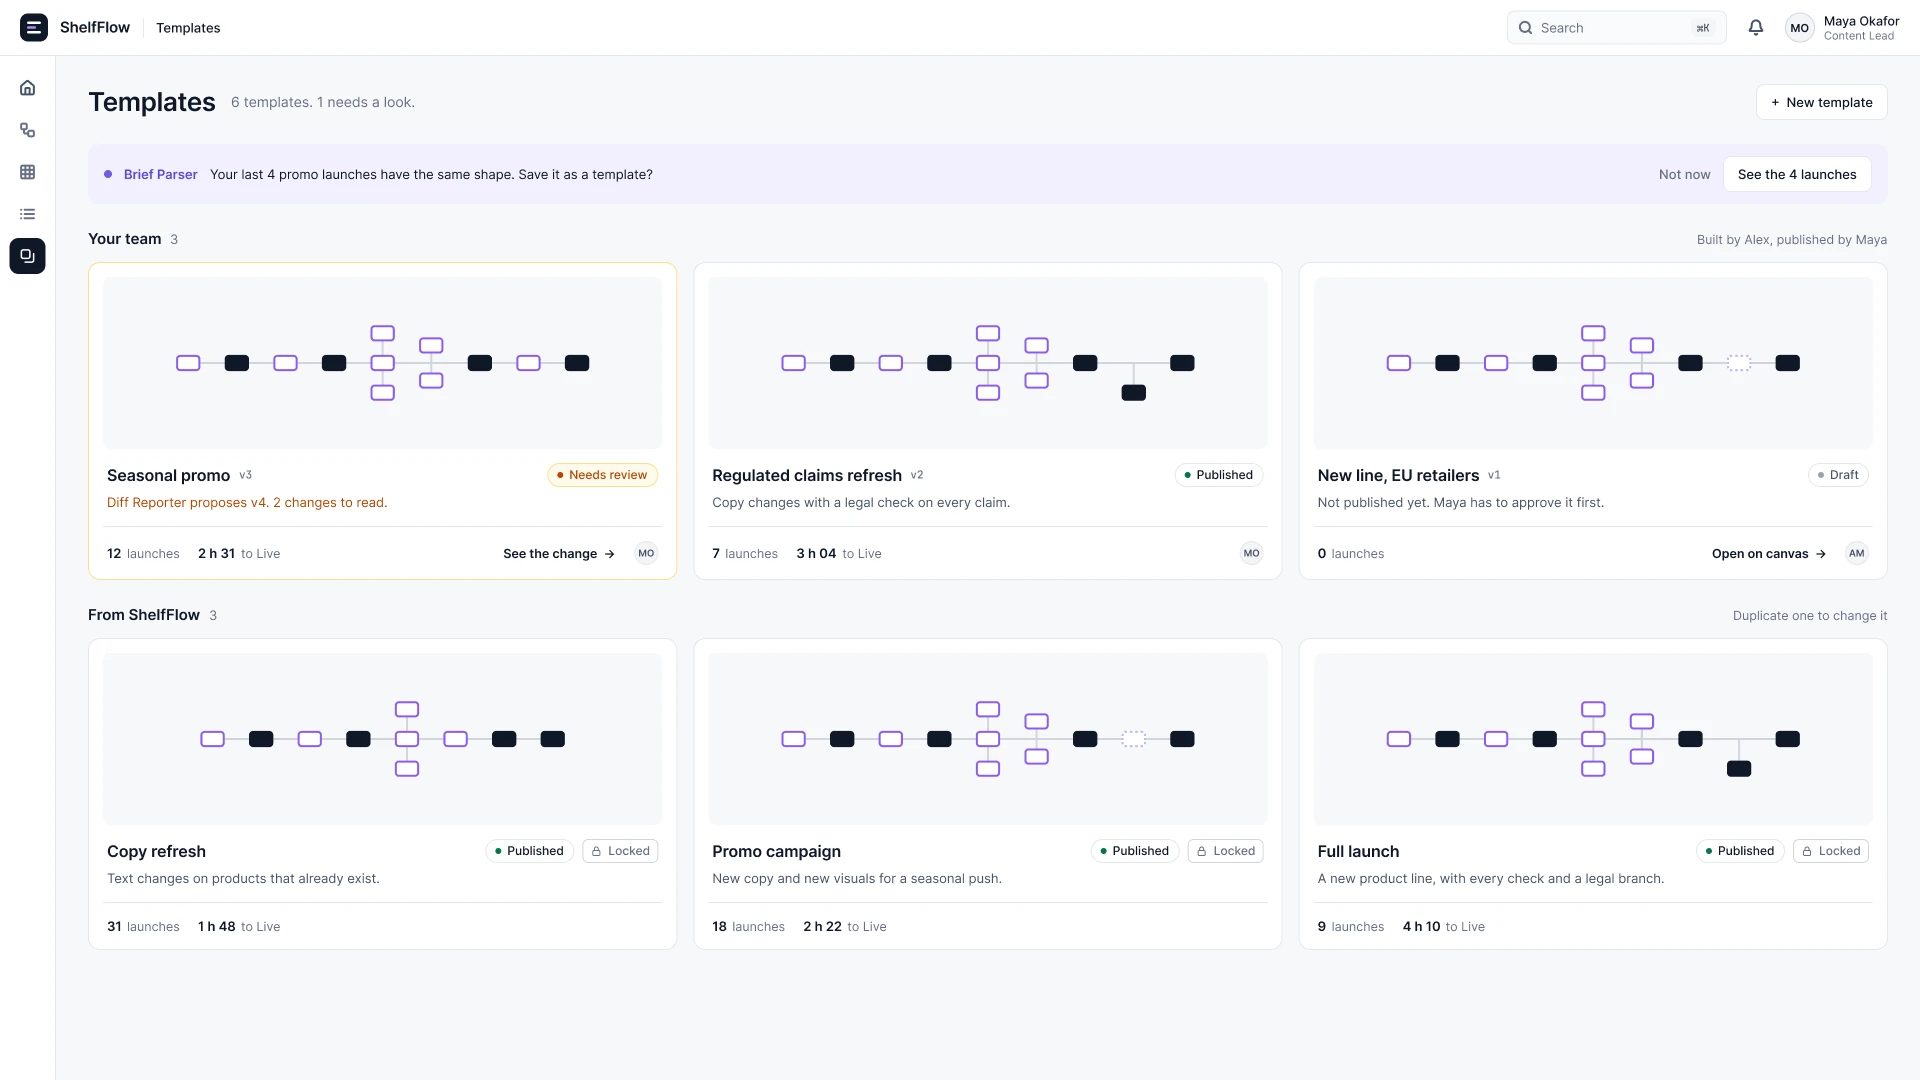 ShelfFlow Templates Search ⌘K MO Maya Okafor
Content Lead
Templates 6 templates. 1 needs a look. + New template
Brief Parser Your last 4 promo launches have the same shape. Save it as a template? Not now See the 4 launches
Your team 3 Built by Alex, published by Maya
Seasonal promo v3 Needs review
Diff Reporter proposes v4. 2 changes to read.
12 launches 2 h 31 to Live See the change → MO
Regulated claims refresh v2 Published
Copy changes with a legal check on every claim.
7 launches 3 h 04 to Live MO
New line, EU retailers v1 Draft
Not published yet. Maya has to approve it first.
0 launches Open on canvas → AM
From ShelfFlow 3 Duplicate one to change it
Copy refresh Published Locked
Text changes on products that already exist.
31 launches 1 h 48 to Live
Promo campaign Published Locked
New copy and new visuals for a seasonal push.
18 launches 2 h 22 to Live
Full launch Published Locked
A new product line, with every check and a legal branch.
9 launches 4 h 10 to Live